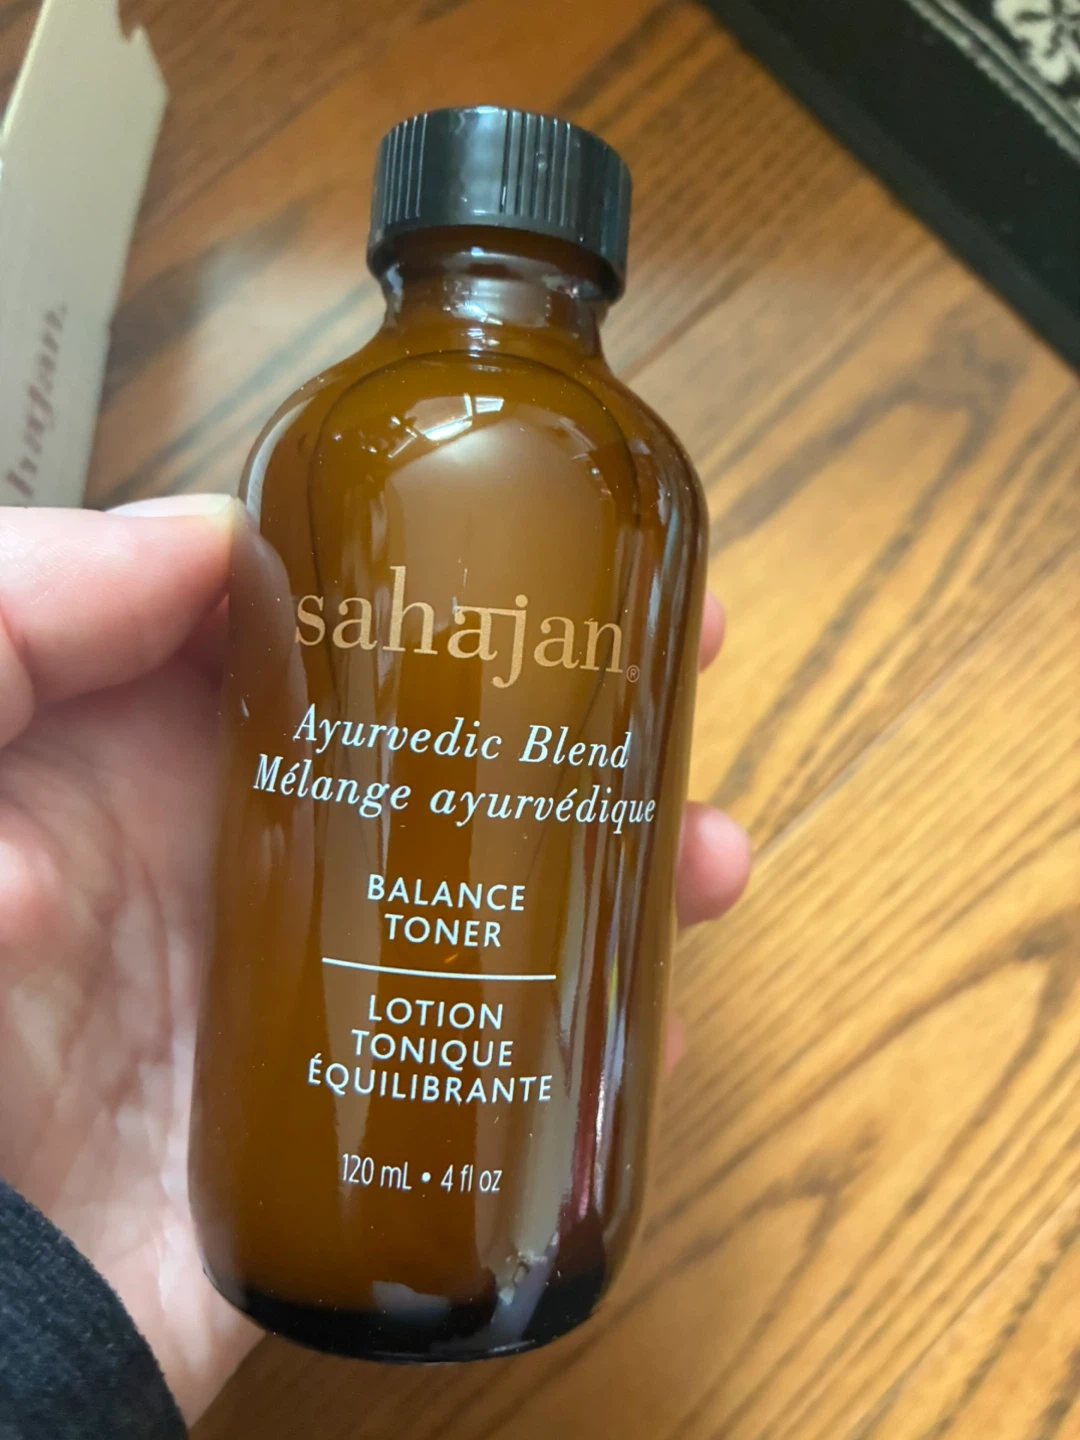 sahajan®
Ayurvedic Blend
Mélange ayurvédique
BALANCE
TONER
LOTION
TONIQUE
ÉQUILIBRANTE
120 mL • 4 fl oz